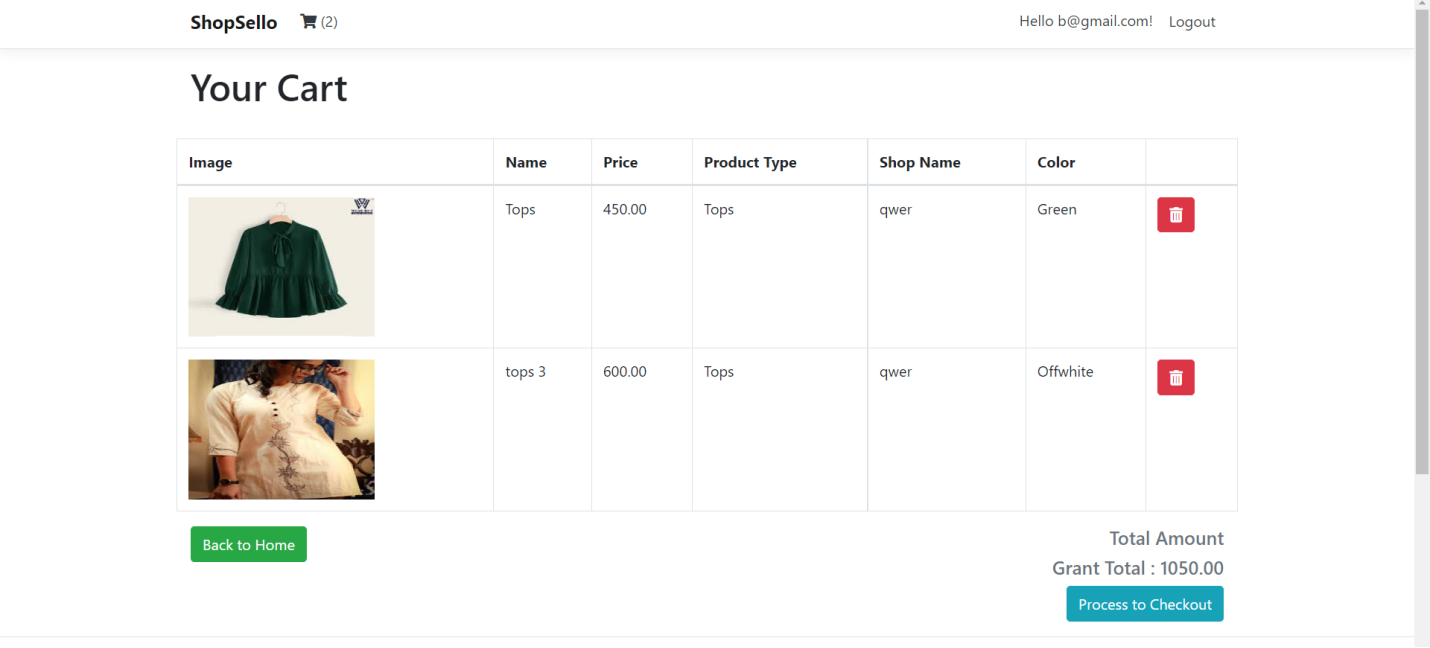 ShopSello (2) Hello b@gmail.com! Logout
Your Cart
Image Name Price Product Type Shop Name Color
Tops 450.00 Tops qwer Green
tops 3 600.00 Tops qwer Offwhite
Back to Home
Total Amount
Grant Total : 1050.00
Process to Checkout